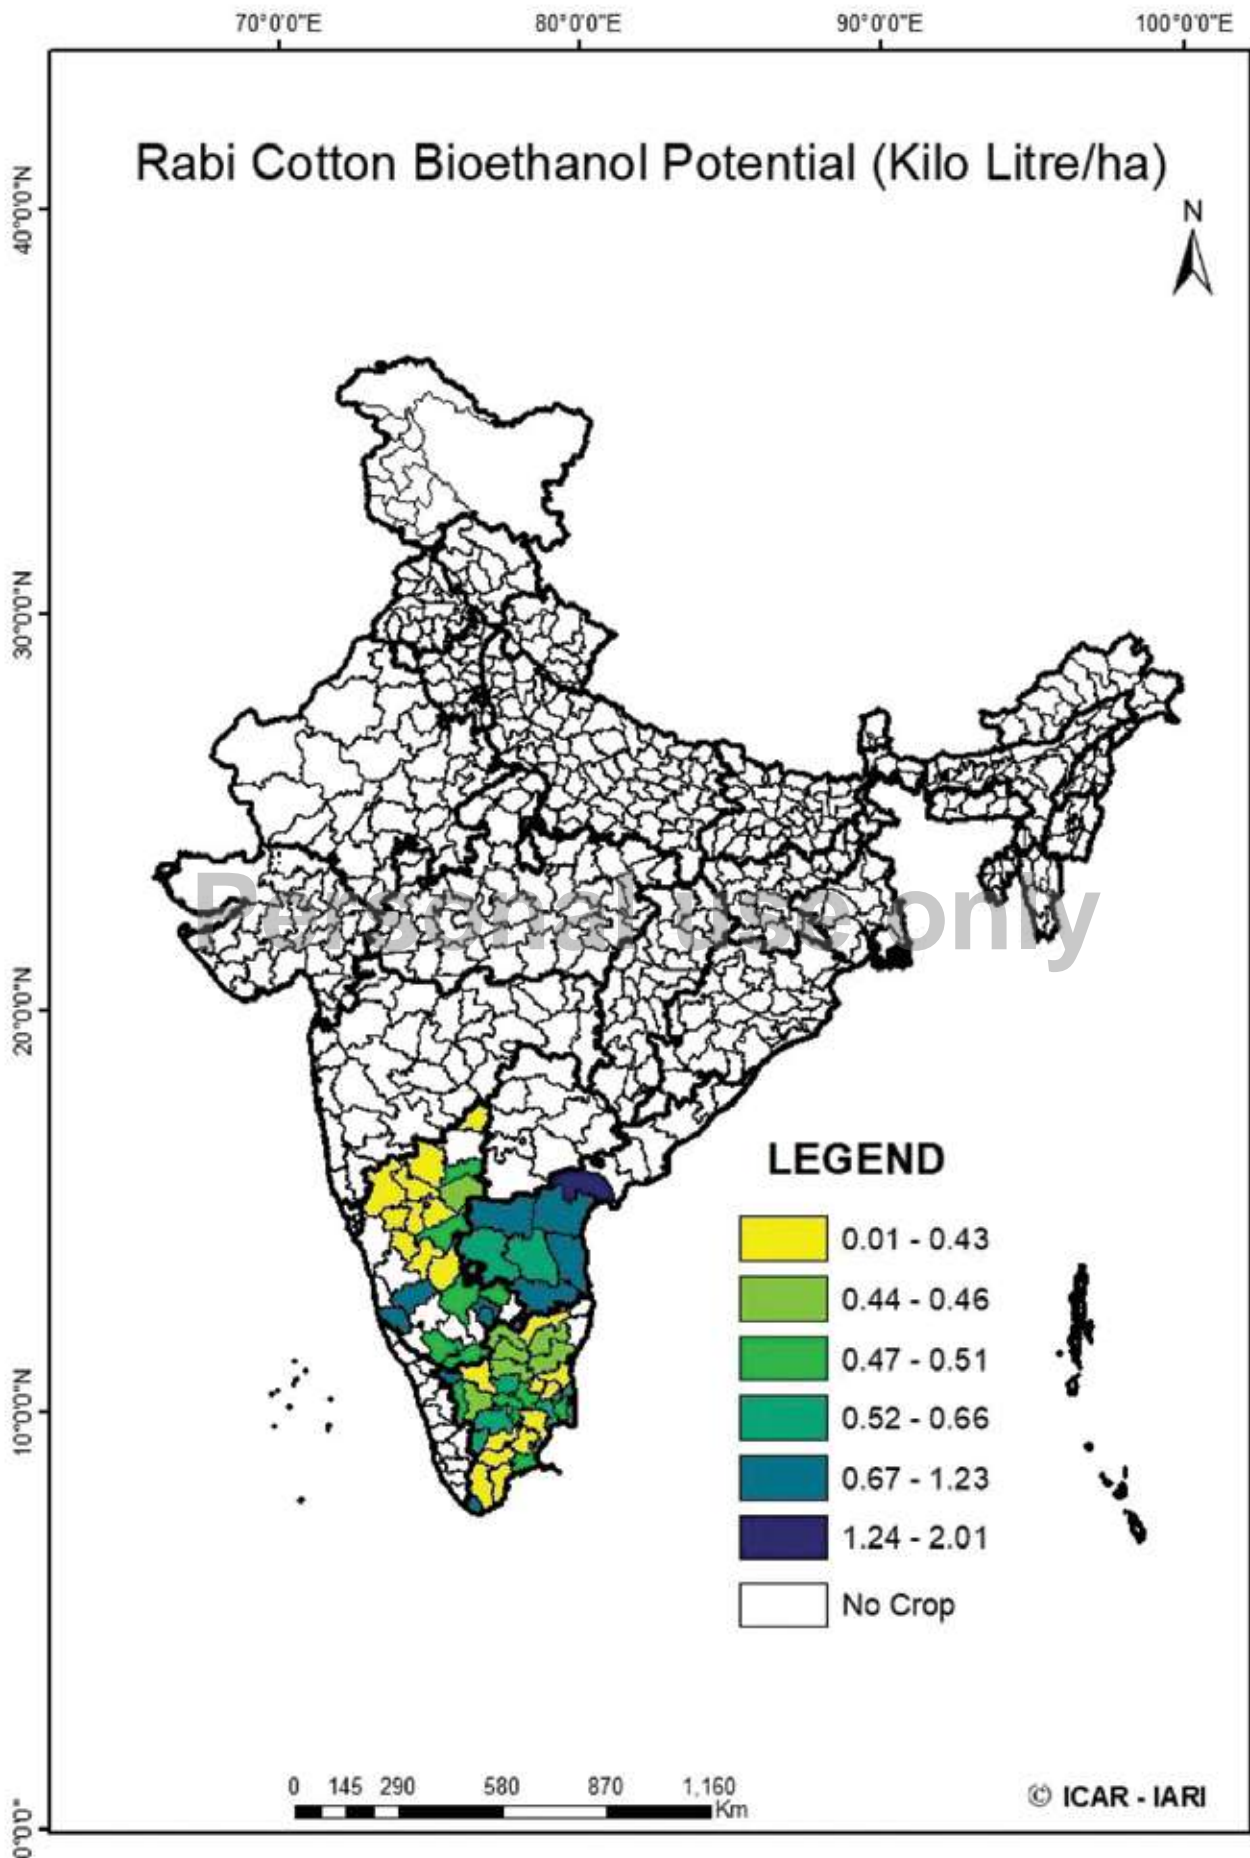 70°0'0"E 80°0'0"E 90°0'0"E 100°0'0"E
Rabi Cotton Bioethanol Potential (Kilo Litre/ha)
N
40°0'0"N
30°0'0"N
20°0'0"N
10°0'0"N
0°0'0"
Personal use only
LEGEND
0.01 - 0.43
0.44 - 0.46
0.47 - 0.51
0.52 - 0.66
0.67 - 1.23
1.24 - 2.01
No Crop
0 145 290 580 870 1,160
Km
© ICAR - IARI